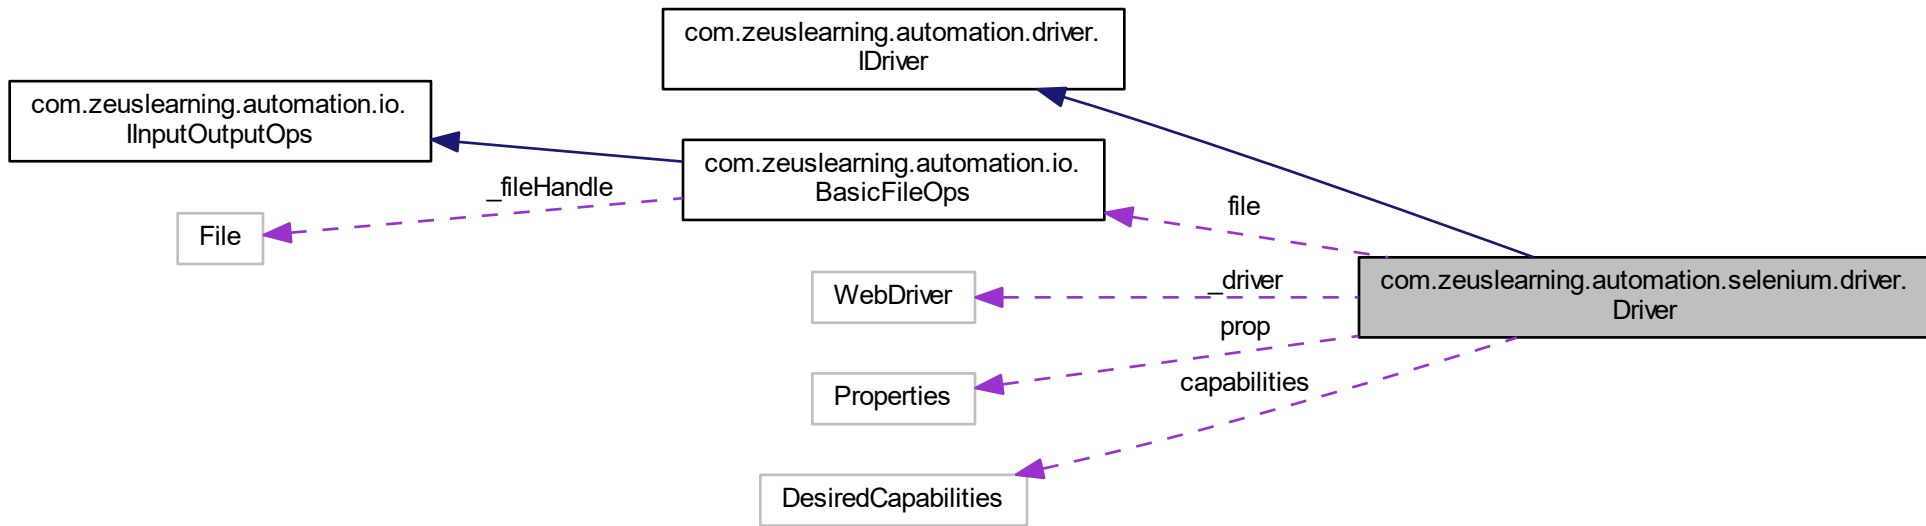 com.zeuslearning.automation.driver.
IDriver
com.zeuslearning.automation.io.
IInputOutputOps
com.zeuslearning.automation.io.
BasicFileOps
_fileHandle
File
file
com.zeuslearning.automation.selenium.driver.
Driver
_driver
WebDriver
prop
Properties
capabilities
DesiredCapabilities